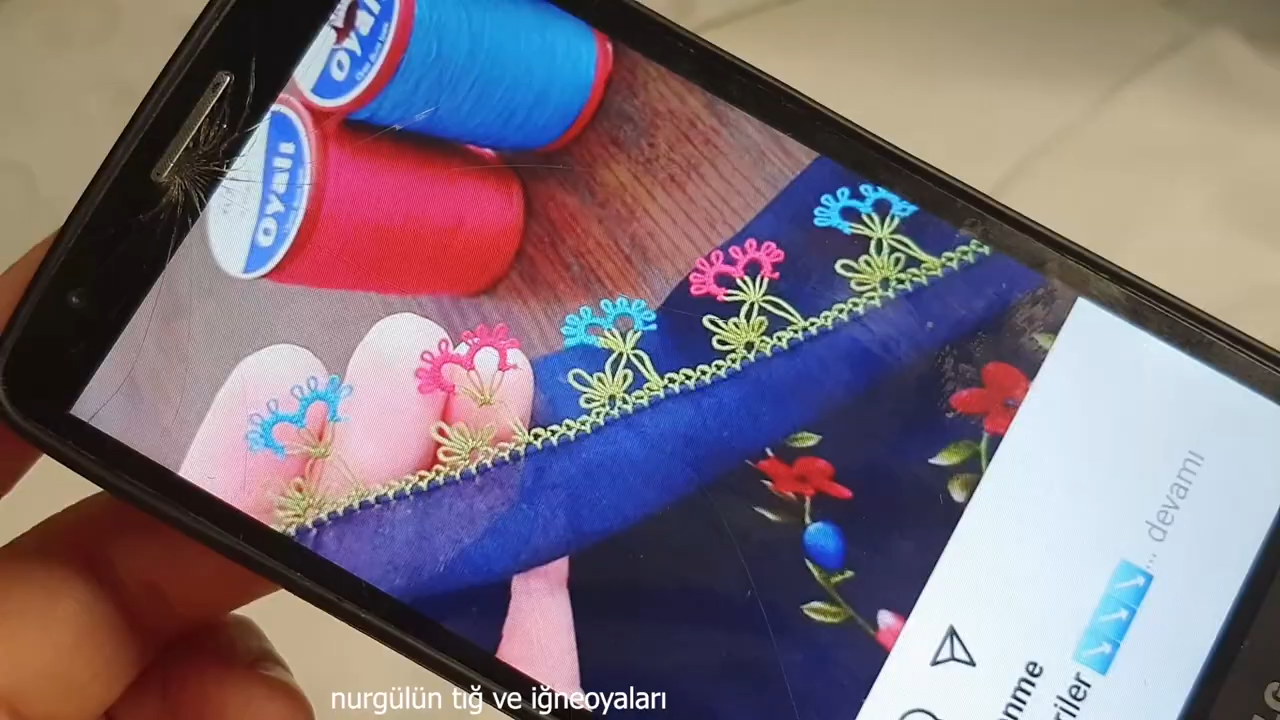 OYALI
OYALI
... devamı
nme
riler
nurgülün tığ ve iğneoyaları